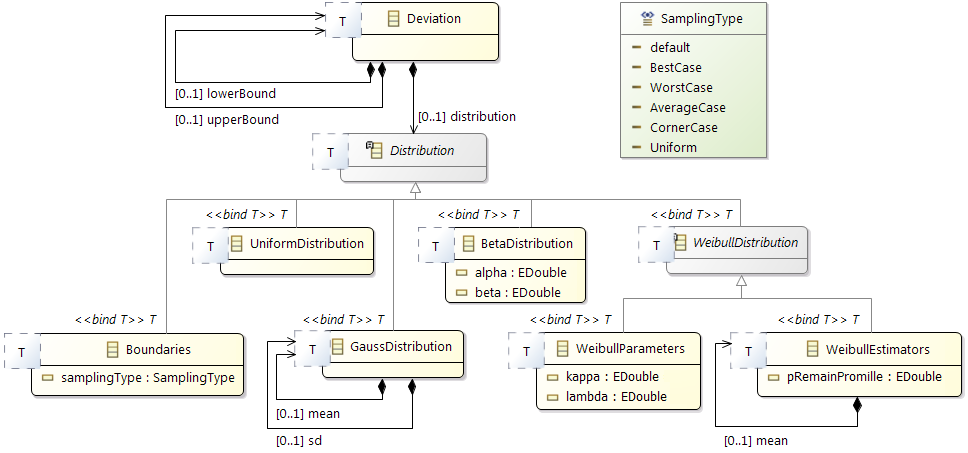 T
Deviation
[0..1] lowerBound
[0..1] upperBound
[0..1] distribution
SamplingType
default
BestCase
WorstCase
AverageCase
CornerCase
Uniform
T
Distribution
<<bind T>> T
T
UniformDistribution
<<bind T>> T
T
BetaDistribution
alpha : EDouble
beta : EDouble
<<bind T>> T
T
WeibullDistribution
<<bind T>> T
T
Boundaries
samplingType : SamplingType
<<bind T>> T
T
GaussDistribution
[0..1] mean
[0..1] sd
<<bind T>> T
T
WeibullParameters
kappa : EDouble
lambda : EDouble
<<bind T>> T
T
WeibullEstimators
pRemainPromille : EDouble
[0..1] mean